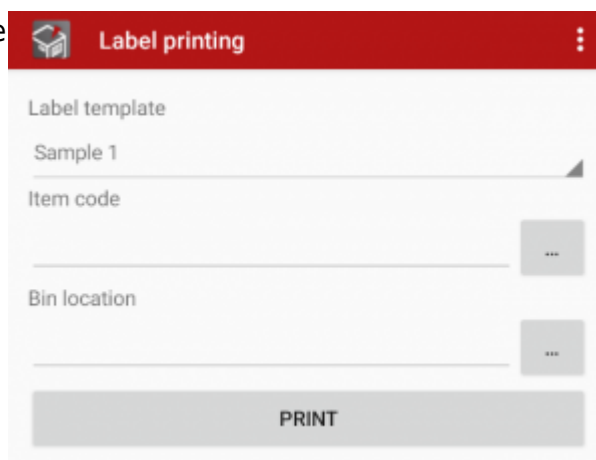 e
Label printing
Label template
Sample 1
Item code
...
Bin location
...
PRINT